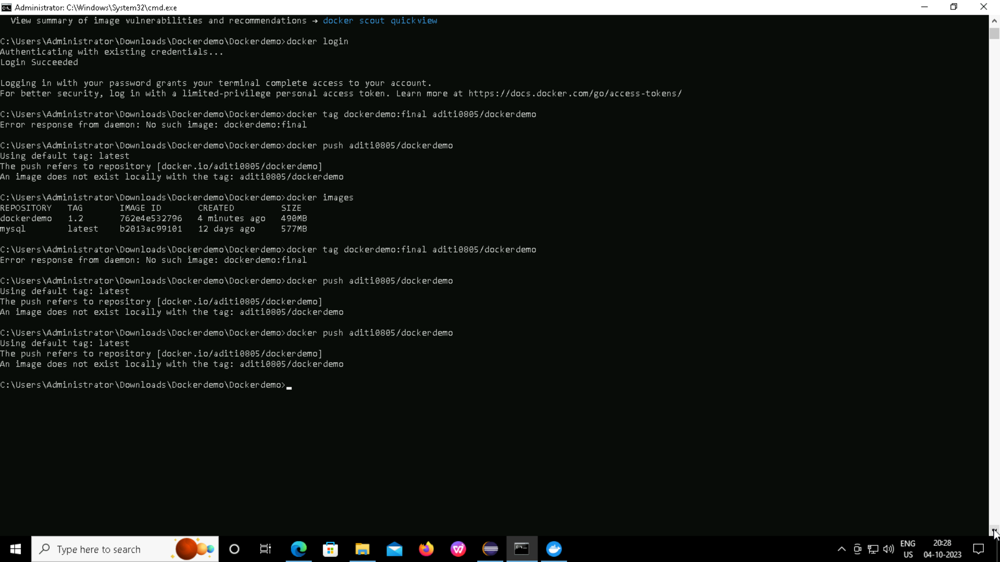 Administrator: C:\Windows\System32\cmd.exe
View summary of image vulnerabilities and recommendations → docker scout quickview
C:\Users\Administrator\Downloads\Dockerdemo\Dockerdemo>docker login
Authenticating with existing credentials...
Login Succeeded
Logging in with your password grants your terminal complete access to your account.
For better security, log in with a limited-privilege personal access token. Learn more at https://docs.docker.com/go/access-tokens/
C:\Users\Administrator\Downloads\Dockerdemo\Dockerdemo>docker tag dockerdemo:final aditi0805/dockerdemo
Error response from daemon: No such image: dockerdemo:final
C:\Users\Administrator\Downloads\Dockerdemo\Dockerdemo>docker push aditi0805/dockerdemo
Using default tag: latest
The push refers to repository [docker.io/aditi0805/dockerdemo]
An image does not exist locally with the tag: aditi0805/dockerdemo
C:\Users\Administrator\Downloads\Dockerdemo\Dockerdemo>docker images
REPOSITORY   TAG       IMAGE ID       CREATED         SIZE
dockerdemo   1.2       762e4e532796   4 minutes ago   490MB
mysql        latest    b2013ac99101   12 days ago     577MB
C:\Users\Administrator\Downloads\Dockerdemo\Dockerdemo>docker tag dockerdemo:final aditi0805/dockerdemo
Error response from daemon: No such image: dockerdemo:final
C:\Users\Administrator\Downloads\Dockerdemo\Dockerdemo>docker push aditi0805/dockerdemo
Using default tag: latest
The push refers to repository [docker.io/aditi0805/dockerdemo]
An image does not exist locally with the tag: aditi0805/dockerdemo
C:\Users\Administrator\Downloads\Dockerdemo\Dockerdemo>docker push aditi0805/dockerdemo
Using default tag: latest
The push refers to repository [docker.io/aditi0805/dockerdemo]
An image does not exist locally with the tag: aditi0805/dockerdemo
C:\Users\Administrator\Downloads\Dockerdemo\Dockerdemo>
Type here to search
ENG
US
20:28
04-10-2023